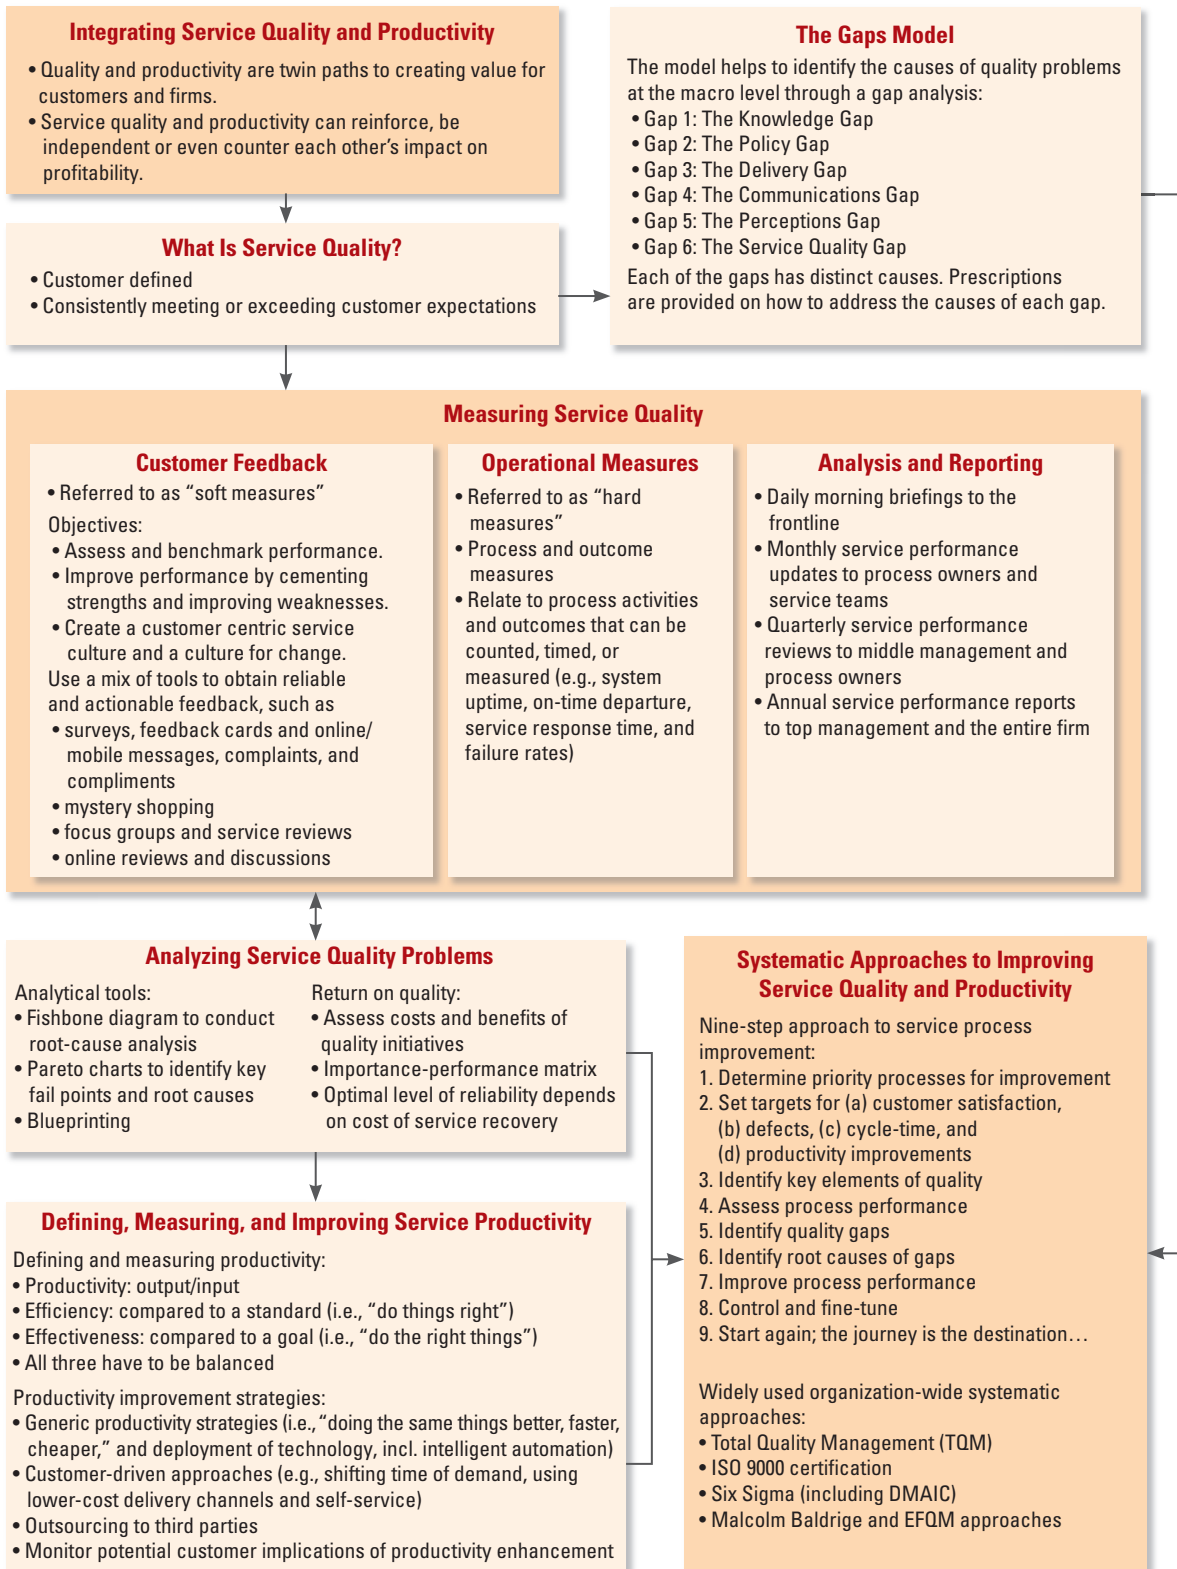 Integrating Service Quality and Productivity
• Quality and productivity are twin paths to creating value for
customers and firms.
• Service quality and productivity can reinforce, be
independent or even counter each other's impact on
profitability.
The Gaps Model
The model helps to identify the causes of quality problems
at the macro level through a gap analysis:
• Gap 1: The Knowledge Gap
• Gap 2: The Policy Gap
• Gap 3: The Delivery Gap
• Gap 4: The Communications Gap
• Gap 5: The Perceptions Gap
• Gap 6: The Service Quality Gap
Each of the gaps has distinct causes. Prescriptions
are provided on how to address the causes of each gap.
What Is Service Quality?
• Customer defined
• Consistently meeting or exceeding customer expectations
Measuring Service Quality
Customer Feedback
• Referred to as “soft measures”
Objectives:
• Assess and benchmark performance.
• Improve performance by cementing
strengths and improving weaknesses.
• Create a customer centric service
culture and a culture for change.
Use a mix of tools to obtain reliable
and actionable feedback, such as
• surveys, feedback cards and online/
mobile messages, complaints, and
compliments
• mystery shopping
• focus groups and service reviews
• online reviews and discussions
Operational Measures
• Referred to as “hard
measures”
• Process and outcome
measures
• Relate to process activities
and outcomes that can be
counted, timed, or
measured (e.g., system
uptime, on-time departure,
service response time, and
failure rates)
Analysis and Reporting
• Daily morning briefings to the
frontline
• Monthly service performance
updates to process owners and
service teams
• Quarterly service performance
reviews to middle management and
process owners
• Annual service performance reports
to top management and the entire firm
Analyzing Service Quality Problems
Analytical tools:
• Fishbone diagram to conduct
root-cause analysis
• Pareto charts to identify key
fail points and root causes
• Blueprinting
Return on quality:
• Assess costs and benefits of
quality initiatives
• Importance-performance matrix
• Optimal level of reliability depends
on cost of service recovery
Defining, Measuring, and Improving Service Productivity
Defining and measuring productivity:
• Productivity: output/input
• Efficiency: compared to a standard (i.e., “do things right”)
• Effectiveness: compared to a goal (i.e., “do the right things”)
• All three have to be balanced
Productivity improvement strategies:
• Generic productivity strategies (i.e., “doing the same things better, faster,
cheaper,” and deployment of technology, incl. intelligent automation)
• Customer-driven approaches (e.g., shifting time of demand, using
lower-cost delivery channels and self-service)
• Outsourcing to third parties
• Monitor potential customer implications of productivity enhancement
Systematic Approaches to Improving
Service Quality and Productivity
Nine-step approach to service process
improvement:
1. Determine priority processes for improvement
2. Set targets for (a) customer satisfaction,
(b) defects, (c) cycle-time, and
(d) productivity improvements
3. Identify key elements of quality
4. Assess process performance
5. Identify quality gaps
6. Identify root causes of gaps
7. Improve process performance
8. Control and fine-tune
9. Start again; the journey is the destination…
Widely used organization-wide systematic
approaches:
• Total Quality Management (TQM)
• ISO 9000 certification
• Six Sigma (including DMAIC)
• Malcolm Baldrige and EFQM approaches